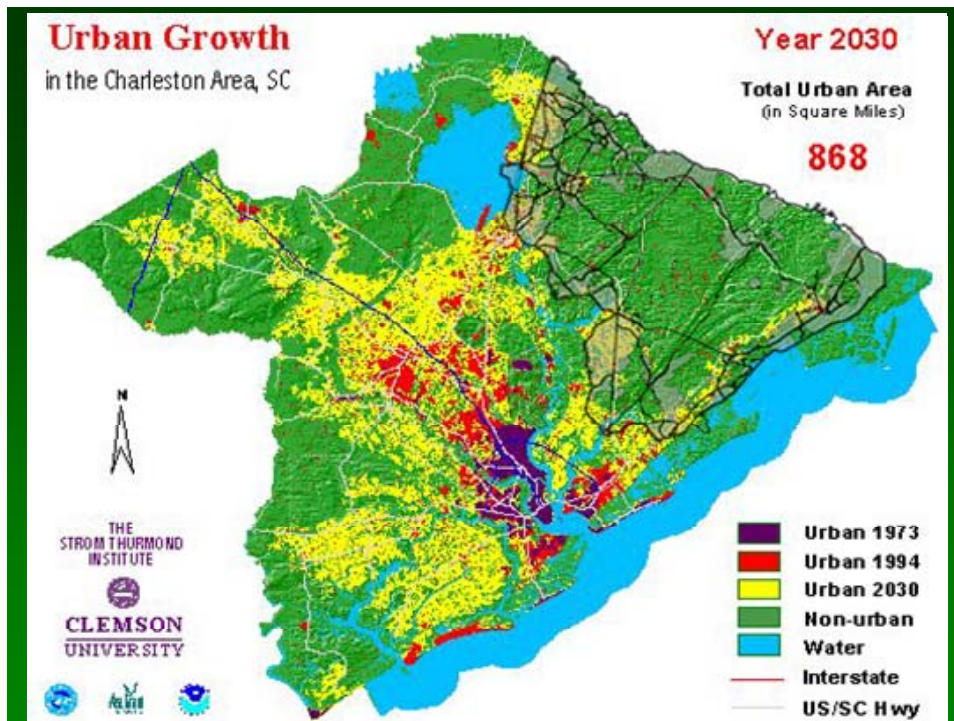 Urban Growth
in the Charleston Area, SC
Year 2030
Total Urban Area
(in Square Miles)
868
N
THE
STROM THURMOND
INSTITUTE
CLEMSON
UNIVERSITY
Urban 1973
Urban 1994
Urban 2030
Non-urban
Water
Interstate
US/SC Hwy